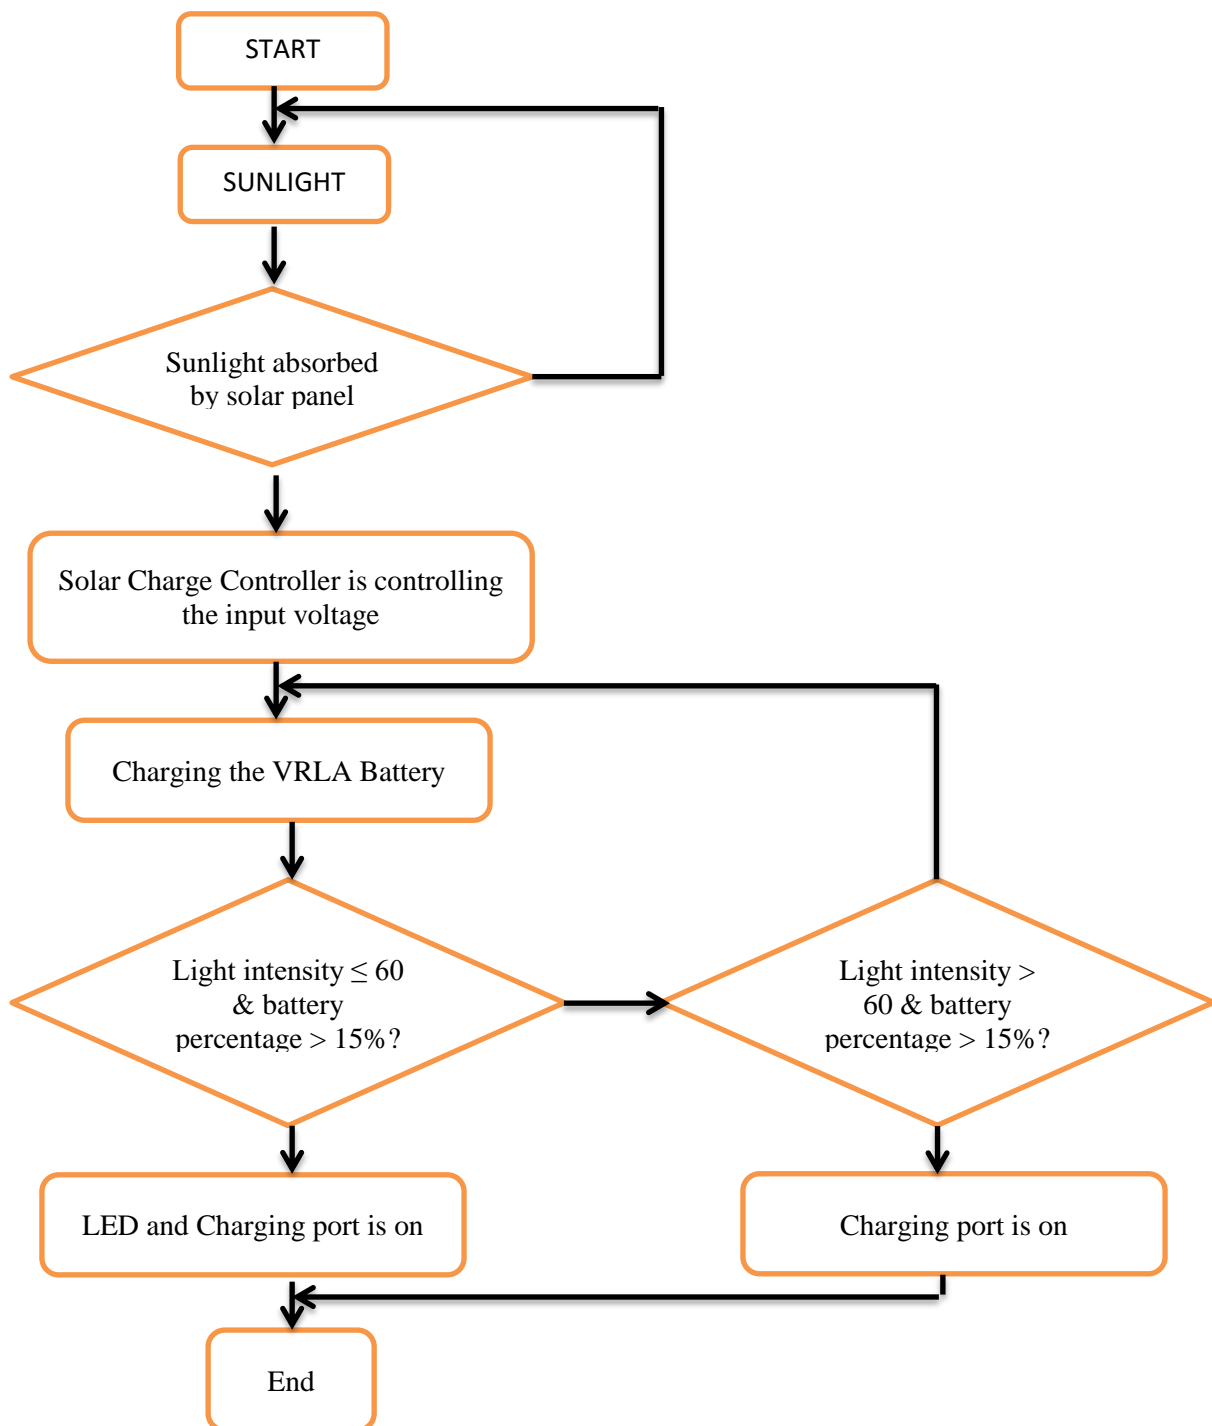 START
SUNLIGHT
Sunlight absorbed
by solar panel
Solar Charge Controller is controlling
the input voltage
Charging the VRLA Battery
Light intensity ≤ 60
& battery
percentage > 15%?
Light intensity >
60 & battery
percentage > 15%?
LED and Charging port is on
Charging port is on
End